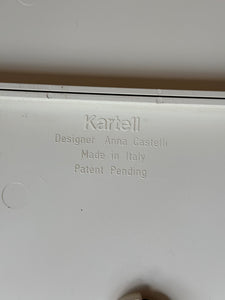 Kartell
Designer Anna Castelli
Made in Italy
Patent Pending